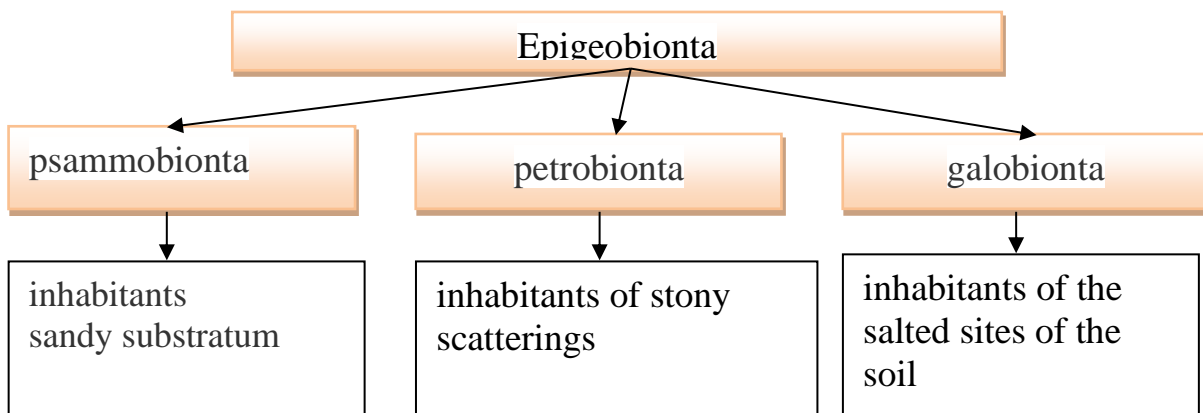 Epigeobionta
psammobionta
petrobionta
galobionta
inhabitants
sandy substratum
inhabitants of stony
scatterings
inhabitants of the
salted sites of the
soil